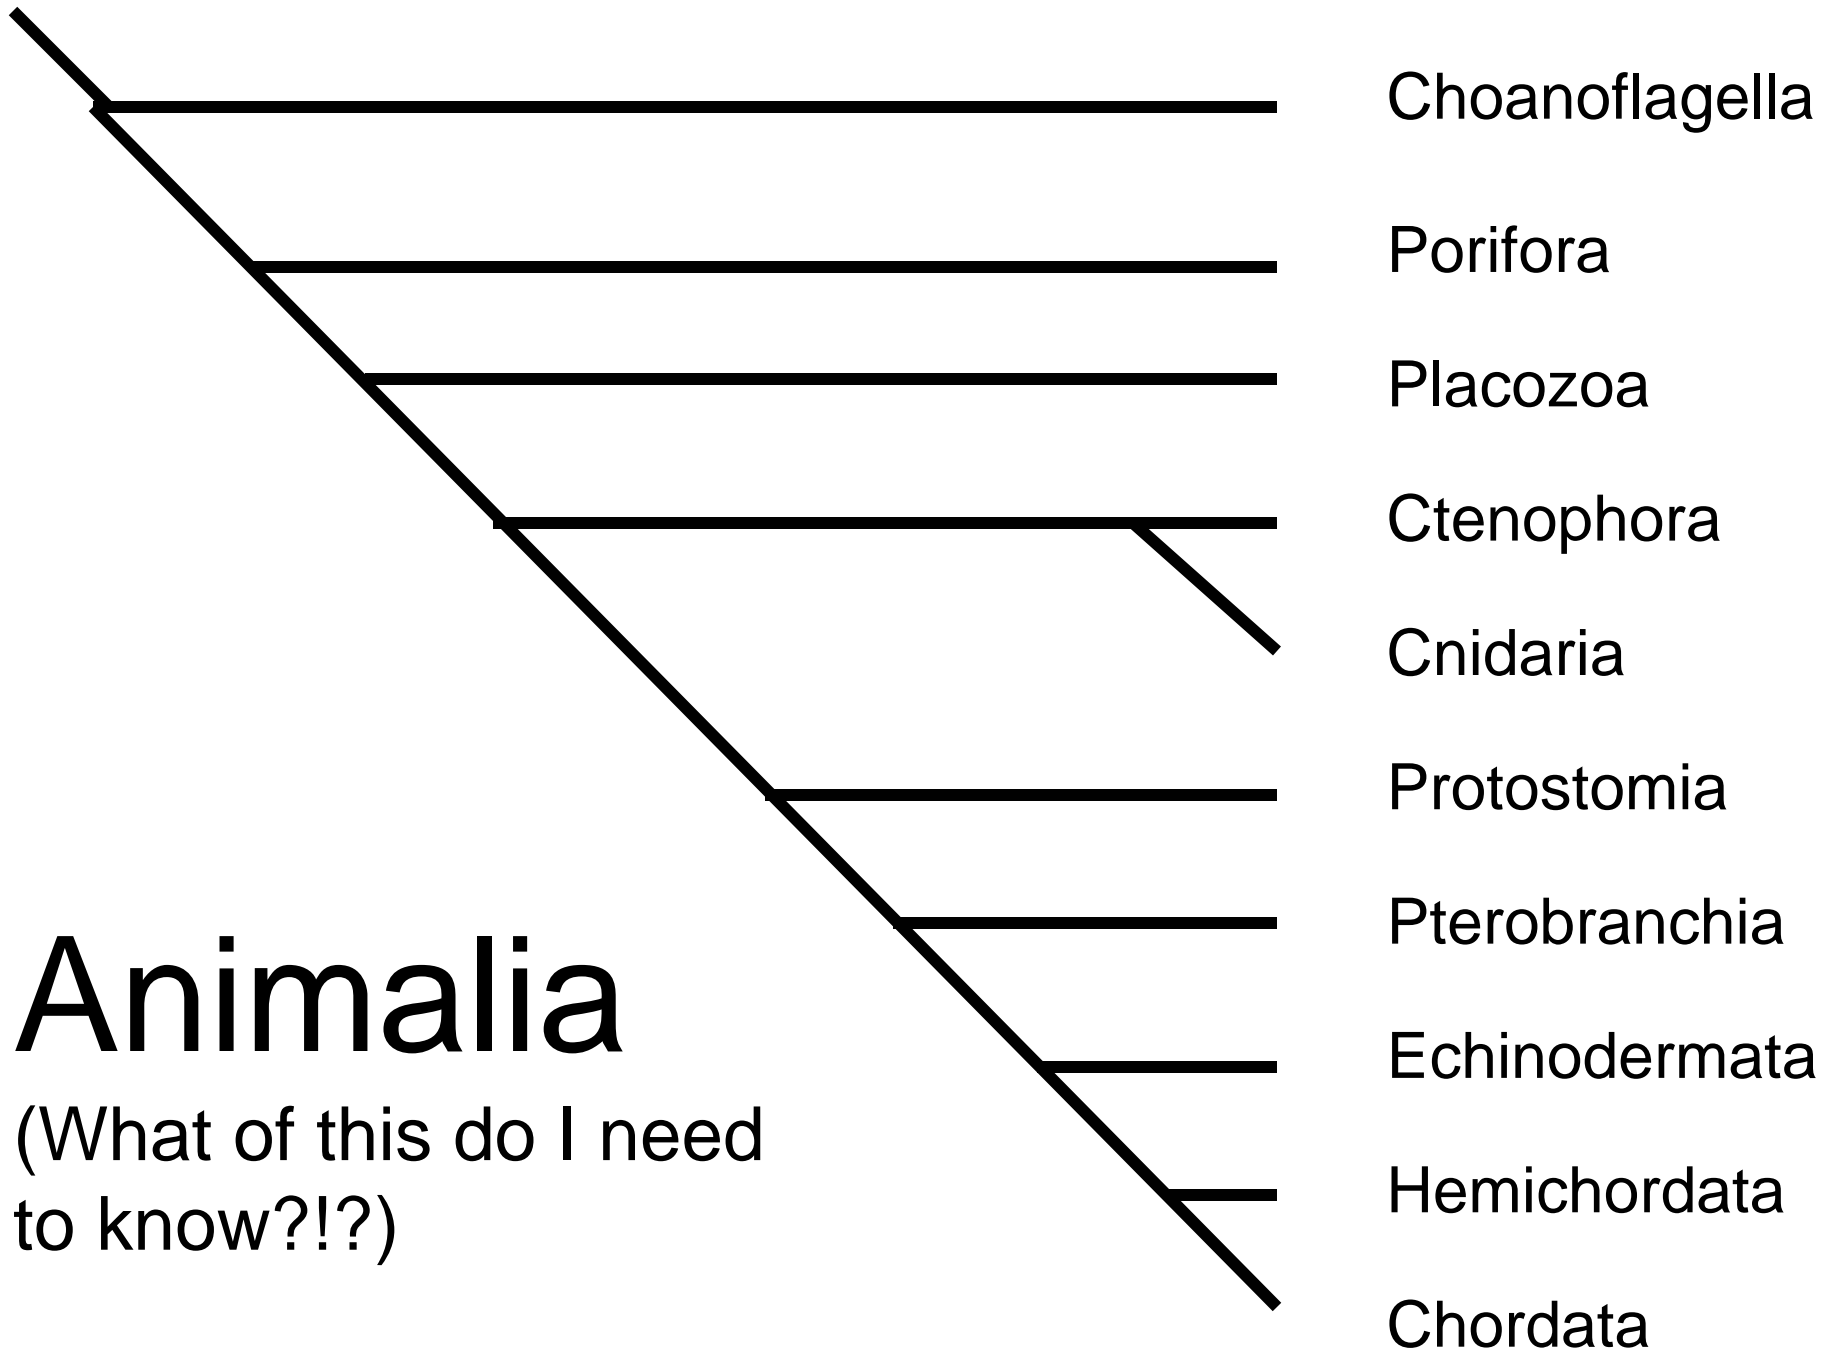 Choanoflagella
Porifora
Placozoa
Ctenophora
Cnidaria
Protostomia
Pterobranchia
Echinodermata
Hemichordata
Chordata
Animalia
(What of this do I need
to know?!?)